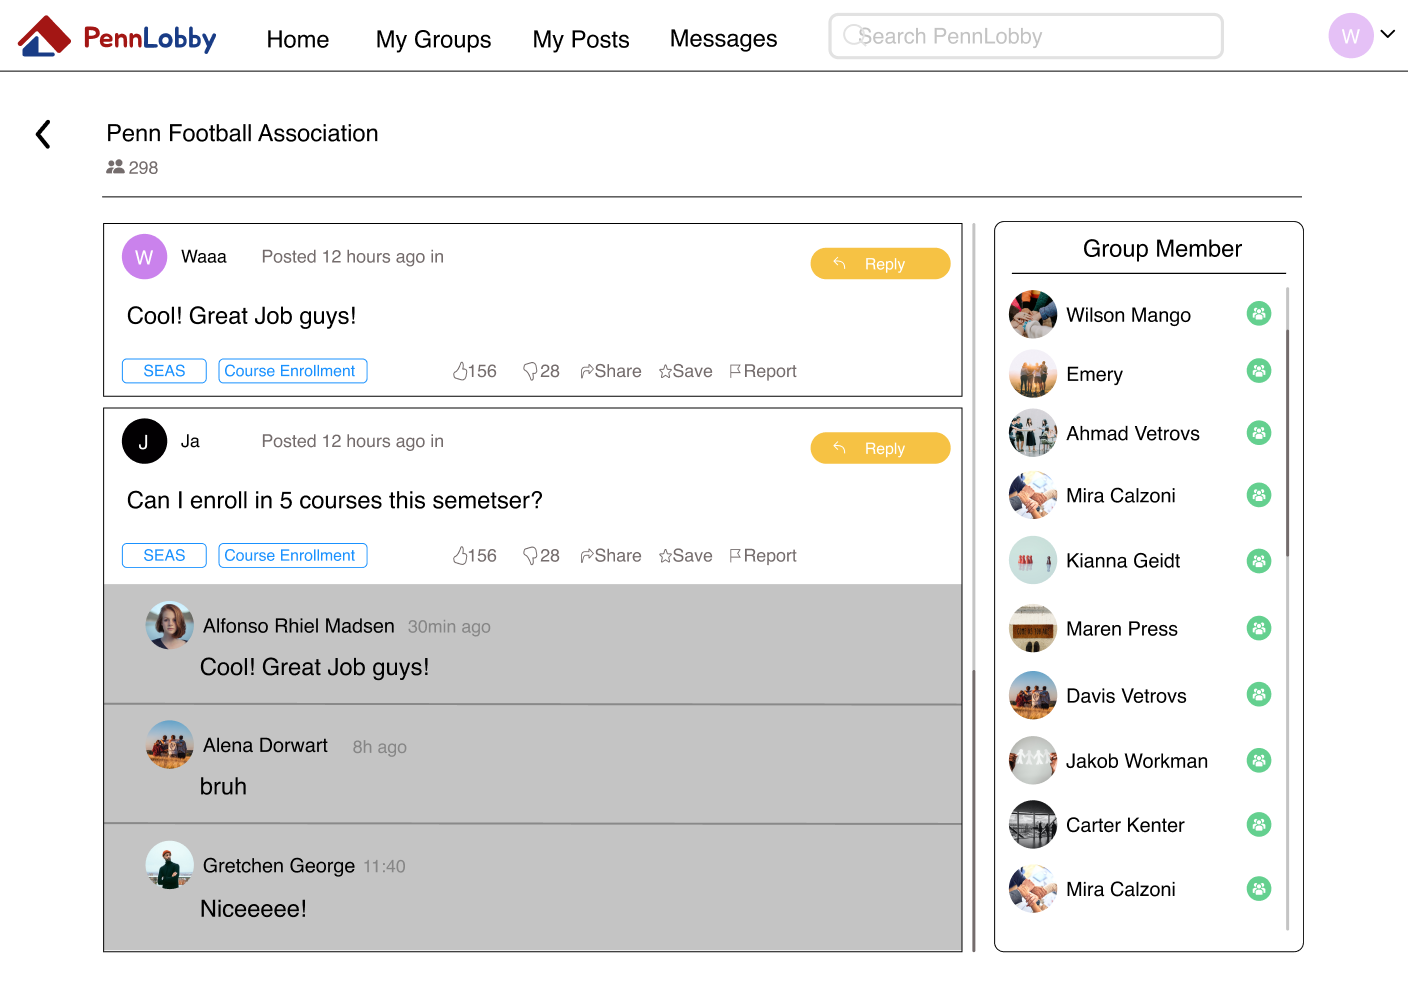 PennLobby
Home
My Groups
My Posts
Messages
Search PennLobby
W
Penn Football Association
298
W
Waaa
Posted 12 hours ago in
Reply
Cool! Great Job guys!
SEAS
Course Enrollment
156
28
Share
Save
Report
J
Ja
Posted 12 hours ago in
Reply
Can I enroll in 5 courses this semetser?
SEAS
Course Enrollment
156
28
Share
Save
Report
Alfonso Rhiel Madsen
30min ago
Cool! Great Job guys!
Alena Dorwart
8h ago
bruh
Gretchen George
11:40
Niceeeee!
Group Member
Wilson Mango
Emery
Ahmad Vetrovs
Mira Calzoni
Kianna Geidt
Maren Press
Davis Vetrovs
Jakob Workman
Carter Kenter
Mira Calzoni